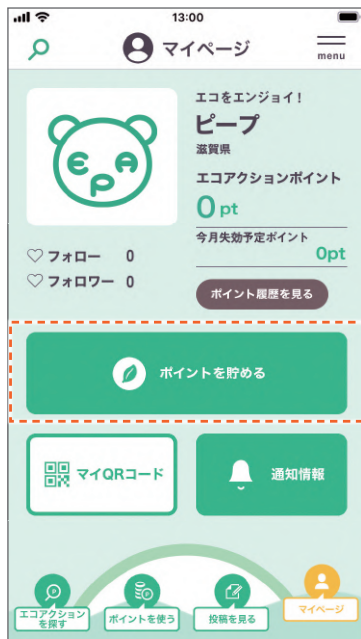 13:00
マイページ
menu
エコをエンジョイ！
ピープ
滋賀県
エコアクションポイント
0 pt
今月失効予定ポイント
0pt
EPA
♡ フォロー 0
♡ フォロワー 0
ポイント履歴を見る
ポイントを貯める
マイQRコード
通知情報
エコアクション
を探す
ポイントを使う
投稿を見る
マイページ